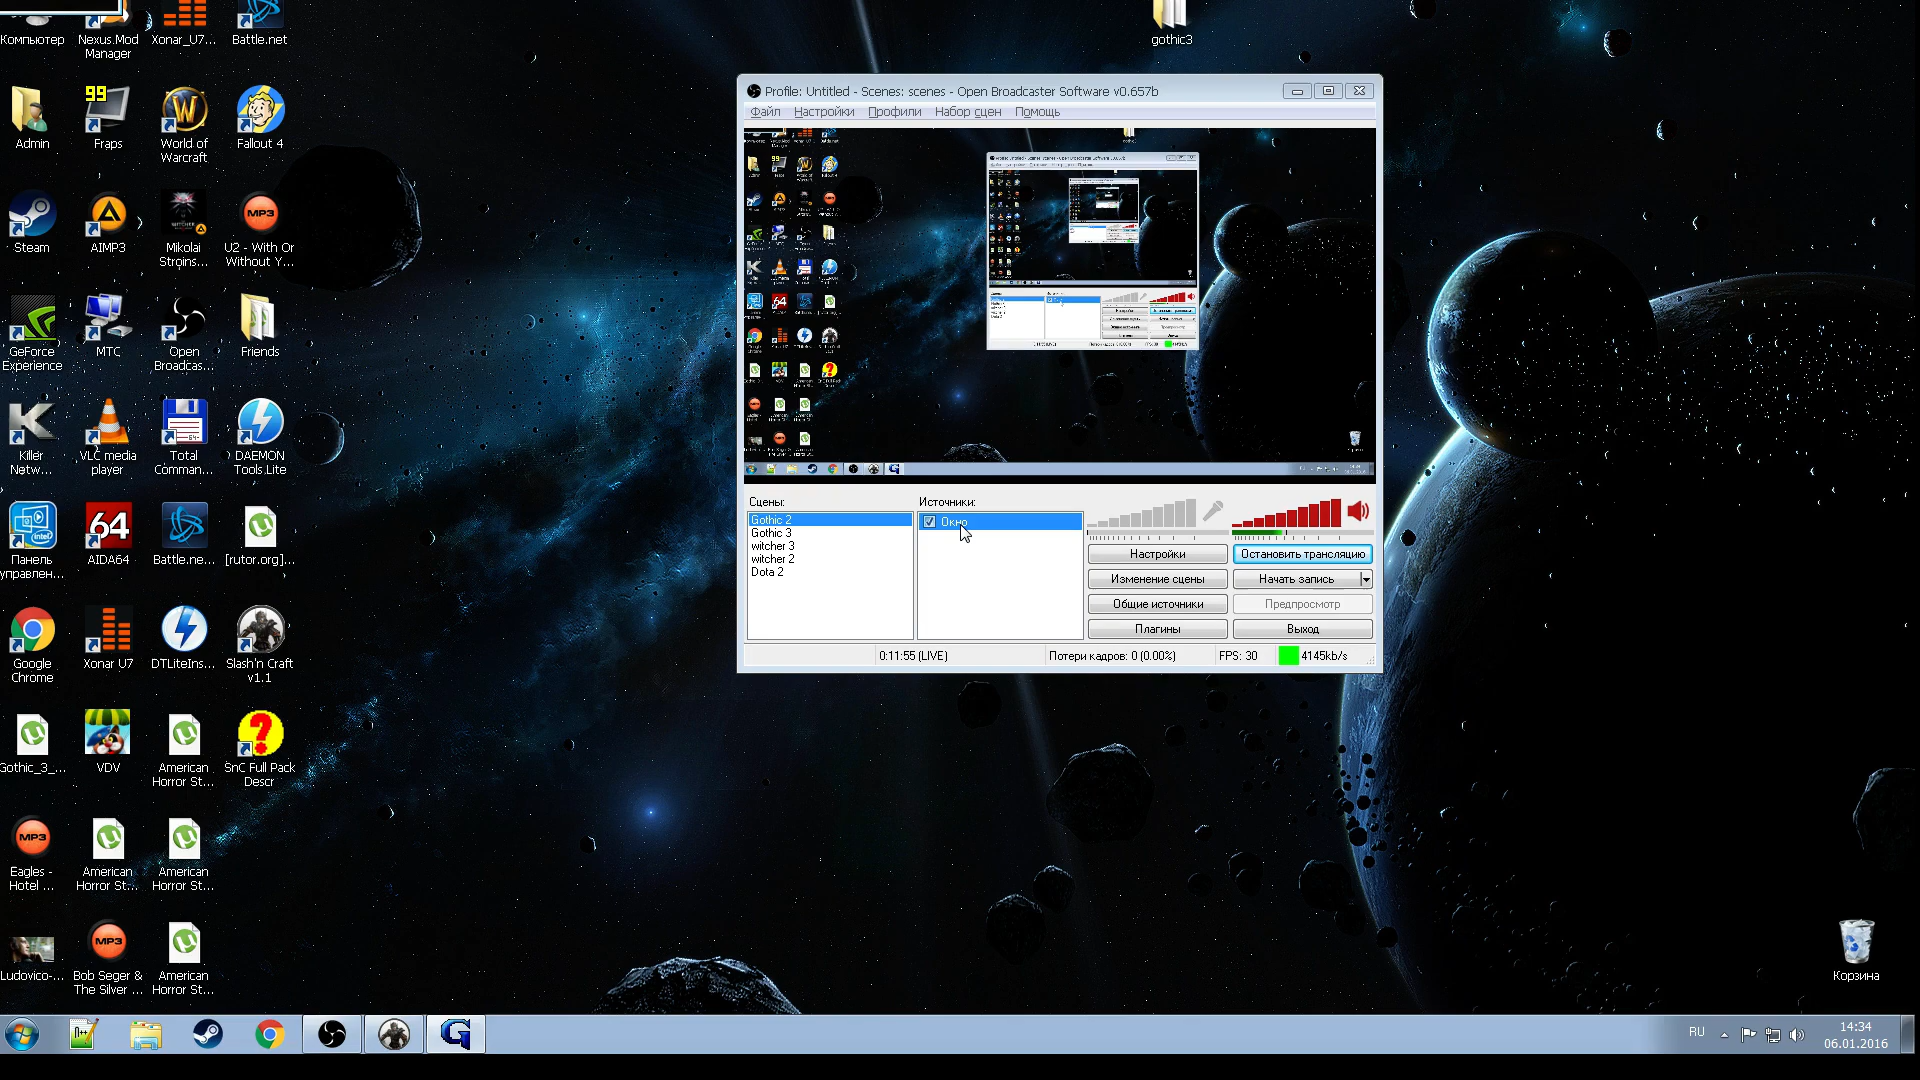 Компьютер
Nexus.Mod
Manager
Xonar_U7...
Battle.net
gothic3
Admin
99
Fraps
World of
Warcraft
Fallout 4
Steam
AIMP3
Mikolai
Stroins...
MP3
U2 - With Or
Without Y...
GeForce
Experience
МТС
Open
Broadcas...
Friends
Killer
Netw...
VLC media
player
Total
Comman...
DAEMON
Tools.Lite
Панель
управлен...
64
AIDA64
Battle.ne...
[rutor.org]...
Google
Chrome
Xonar U7
DTLiteIns...
Slash'n Craft
v1.1
Gothic_3_...
VDV
American
Horror St...
SnC Full Pack
Descr
MP3
Eagles -
Hotel ...
American
Horror St...
American
Horror St...
Ludovico-...
MP3
Bob Seger &
The Silver ...
American
Horror St...
Profile: Untitled - Scenes: scenes - Open Broadcaster Software v0.657b
Файл Настройки Профили Набор сцен Помощь
Сцены:
Gothic 2
Gothic 3
witcher 3
witcher 2
Dota 2
Источники:
Окно
Настройки
Остановить трансляцию
Изменение сцены
Начать запись
Общие источники
Предпросмотр
Плагины
Выход
0:11:55 (LIVE)
Потери кадров: 0 (0.00%)
FPS: 30
4145kb/s
Корзина
RU
14:34
06.01.2016